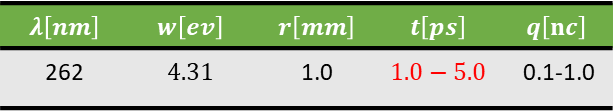 λ[nm] w[ev] r[mm] t[ps] q[nc]
262 4.31 1.0 1.0 − 5.0 0.1-1.0